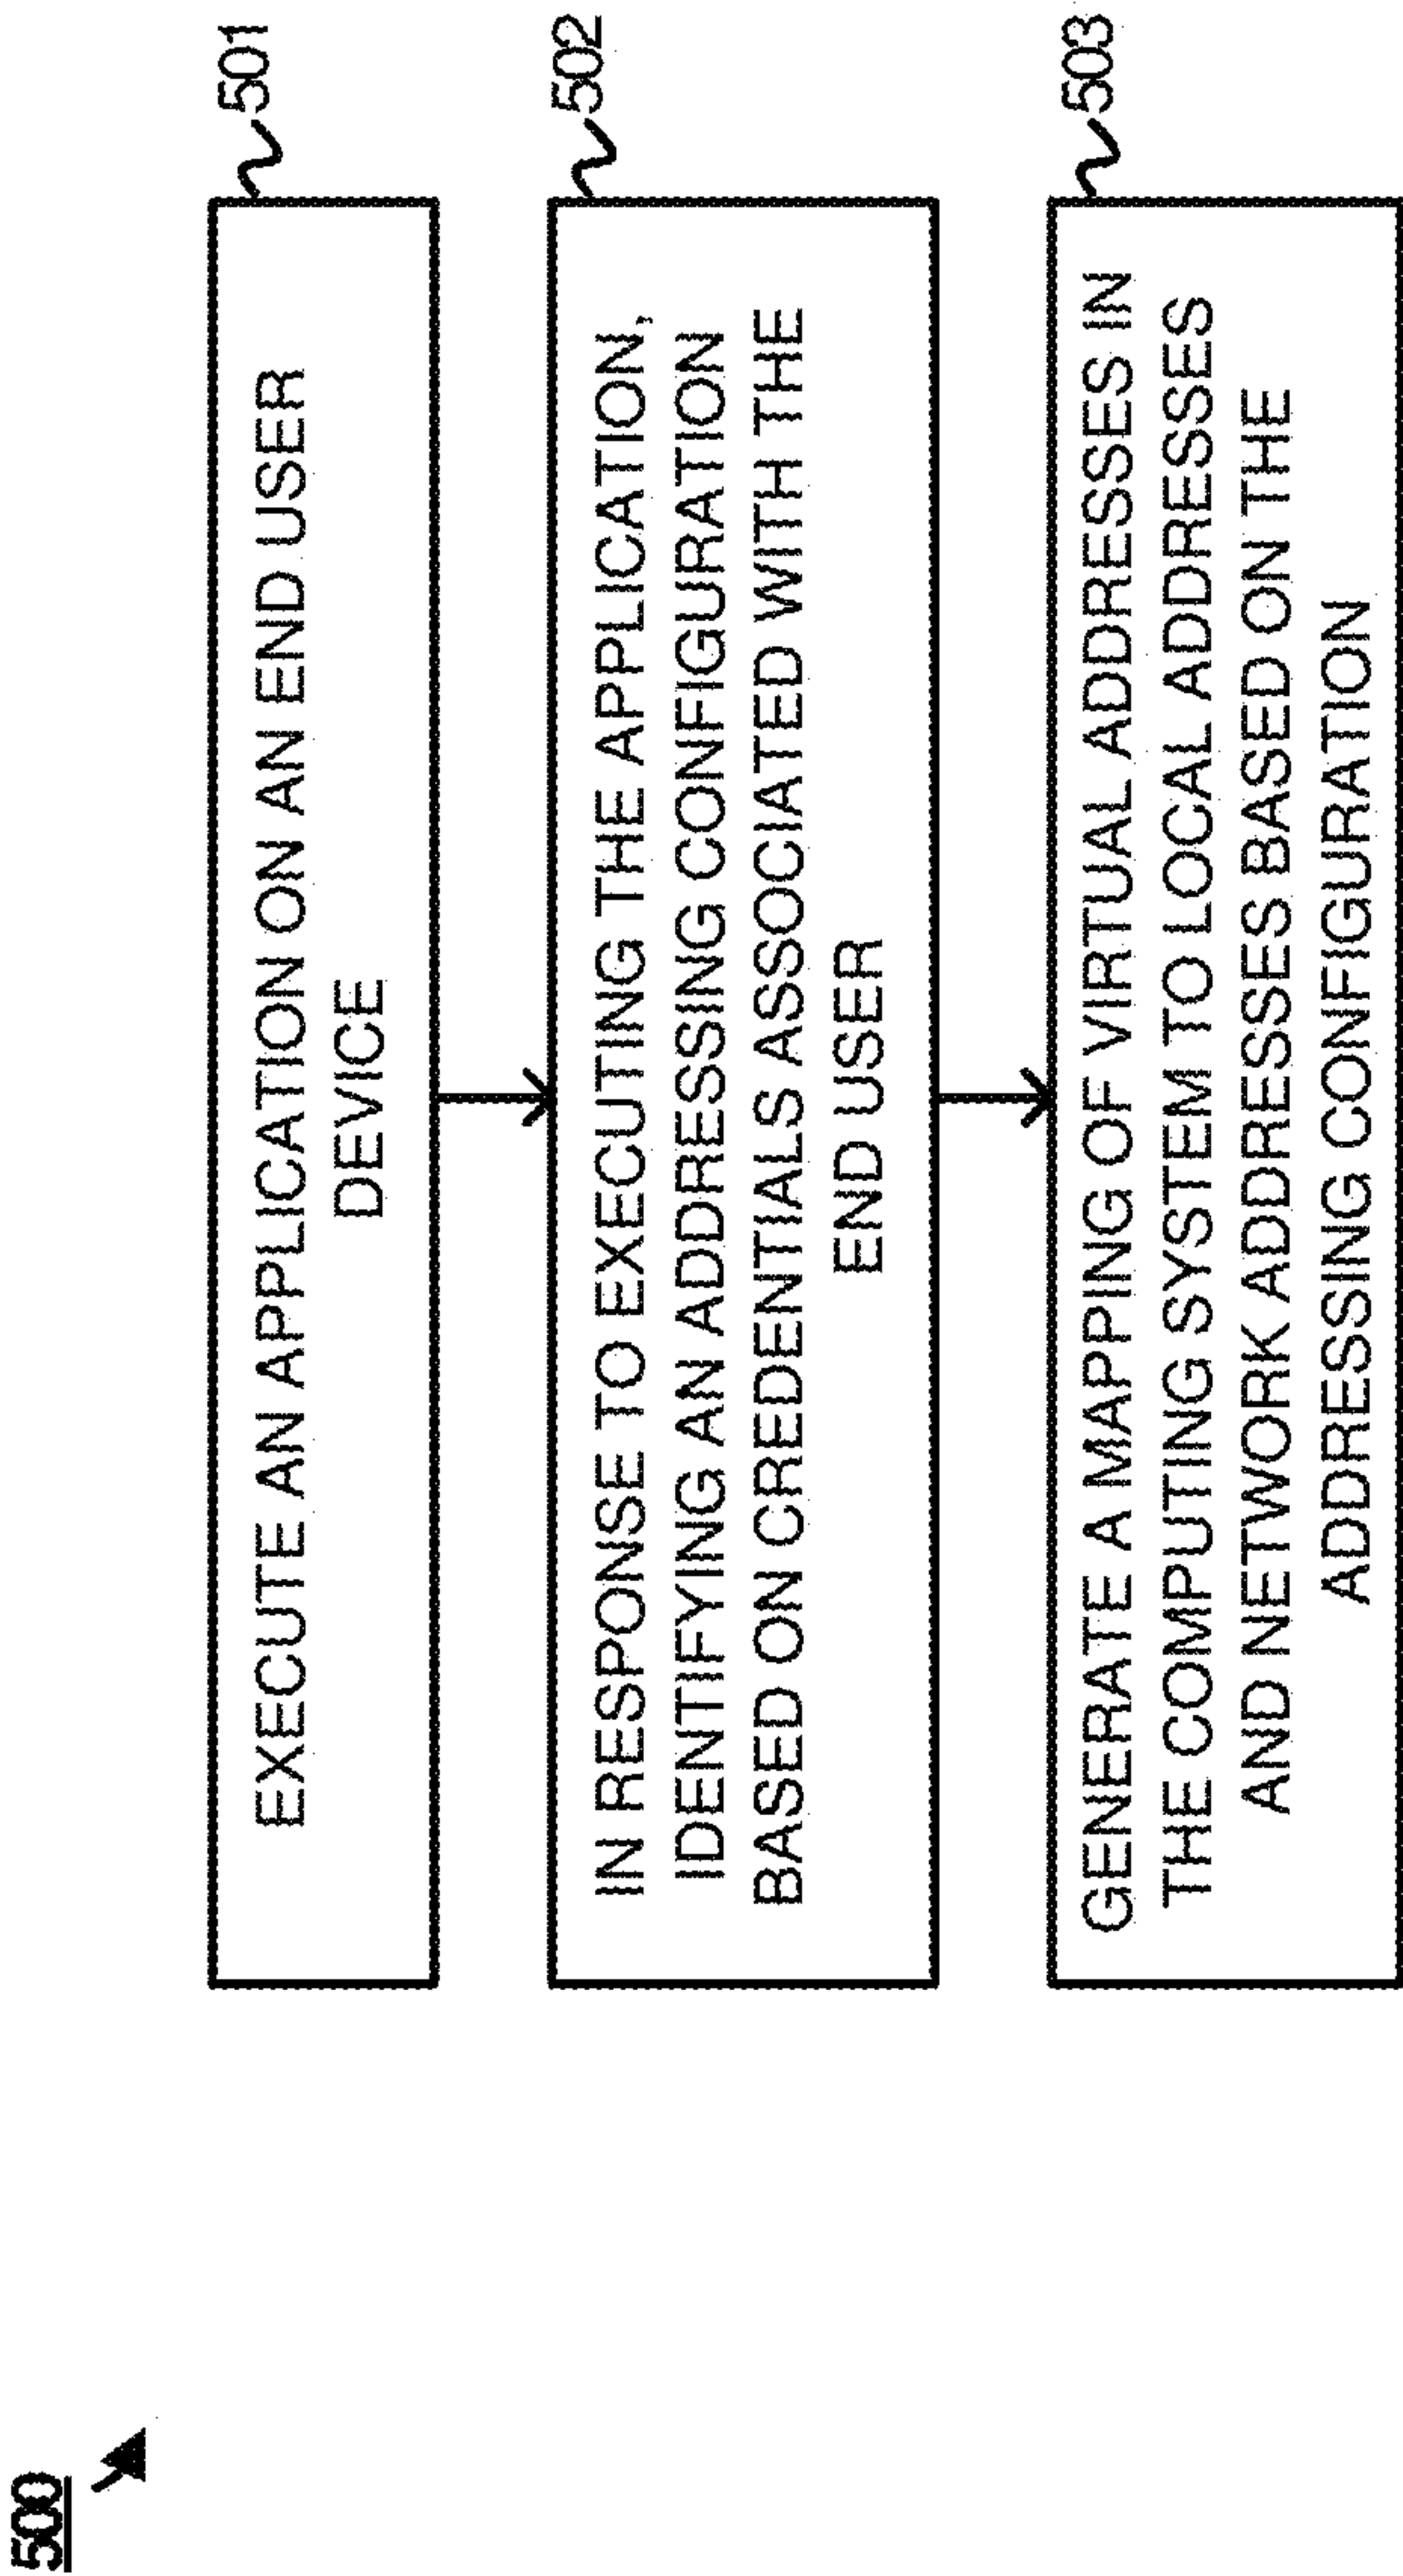 500
EXECUTE AN APPLICATION ON AN END USER
DEVICE
501
IN RESPONSE TO EXECUTING THE APPLICATION,
IDENTIFYING AN ADDRESSING CONFIGURATION
BASED ON CREDENTIALS ASSOCIATED WITH THE
END USER
502
GENERATE A MAPPING OF VIRTUAL ADDRESSES IN
THE COMPUTING SYSTEM TO LOCAL ADDRESSES
AND NETWORK ADDRESSES BASED ON THE
ADDRESSING CONFIGURATION
503